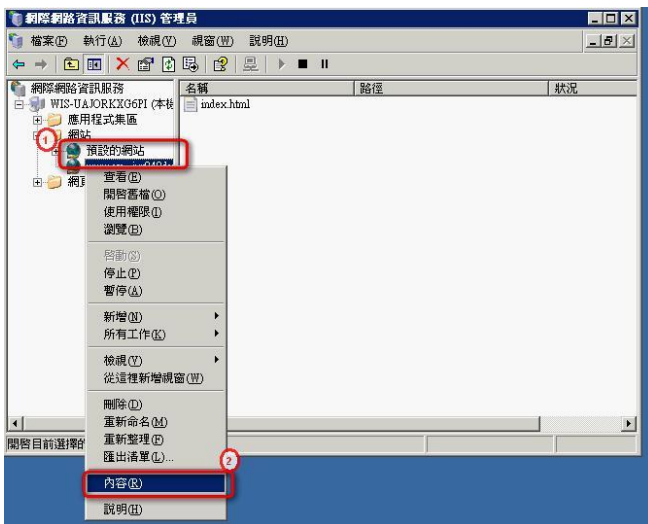 網際網路資訊服務 (IIS) 管理員
檔案(F) 執行(A) 檢視(V) 視窗(W) 說明(H)
網際網路資訊服務
名稱 路徑 狀況
WIS-UAJORKXG6PI (本機
index.html
應用程式集區
網站
1
預設的網站
查看(E)
開啓舊檔(O)
使用權限(I)
瀏覽(B)
啓動(S)
停止(P)
暫停(A)
新增(N)
所有工作(K)
檢視(V)
從這裡新增視窗(W)
刪除(D)
重新命名(M)
重新整理(F)
匯出清單(L)...
開啓目前選擇的
2
內容(R)
說明(H)